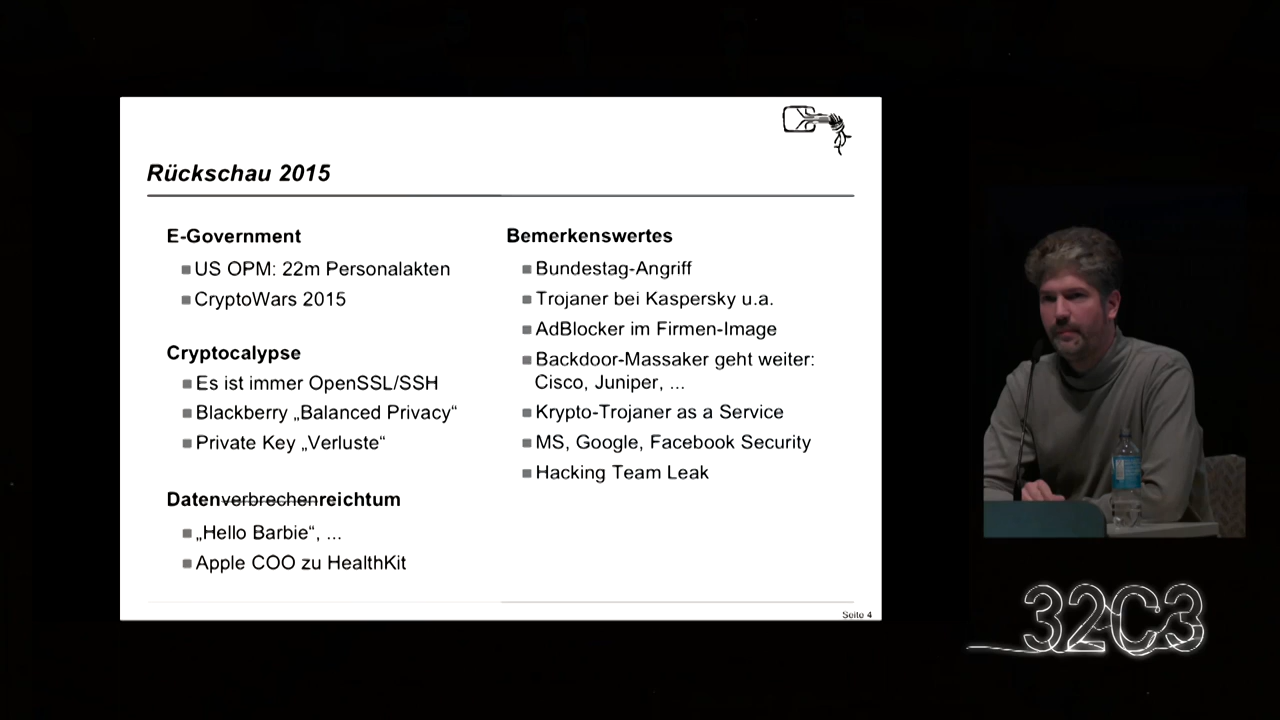 Rückschau 2015
E-Government
US OPM: 22m Personalakten
CryptoWars 2015
Cryptocalypse
Es ist immer OpenSSL/SSH
Blackberry „Balanced Privacy“
Private Key „Verluste“
Datenverbrechenreichtum
„Hello Barbie“, ...
Apple COO zu HealthKit
Bemerkenswertes
Bundestag-Angriff
Trojaner bei Kaspersky u.a.
AdBlocker im Firmen-Image
Backdoor-Massaker geht weiter:
Cisco, Juniper, ...
Krypto-Trojaner as a Service
MS, Google, Facebook Security
Hacking Team Leak
Seite 4
32C3